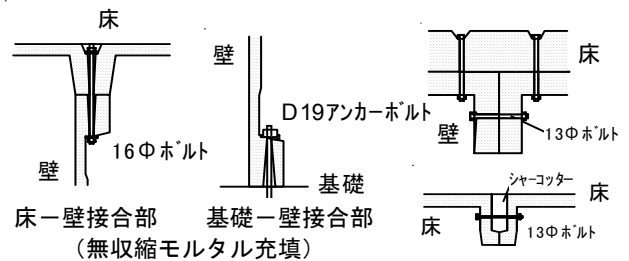 床
壁
16Φボルト
床－壁接合部
壁
D19アンカーボルト
基礎
基礎－壁接合部
（無収縮モルタル充填）
床
壁
13Φボルト
シャーコッター
床
床
13Φボルト